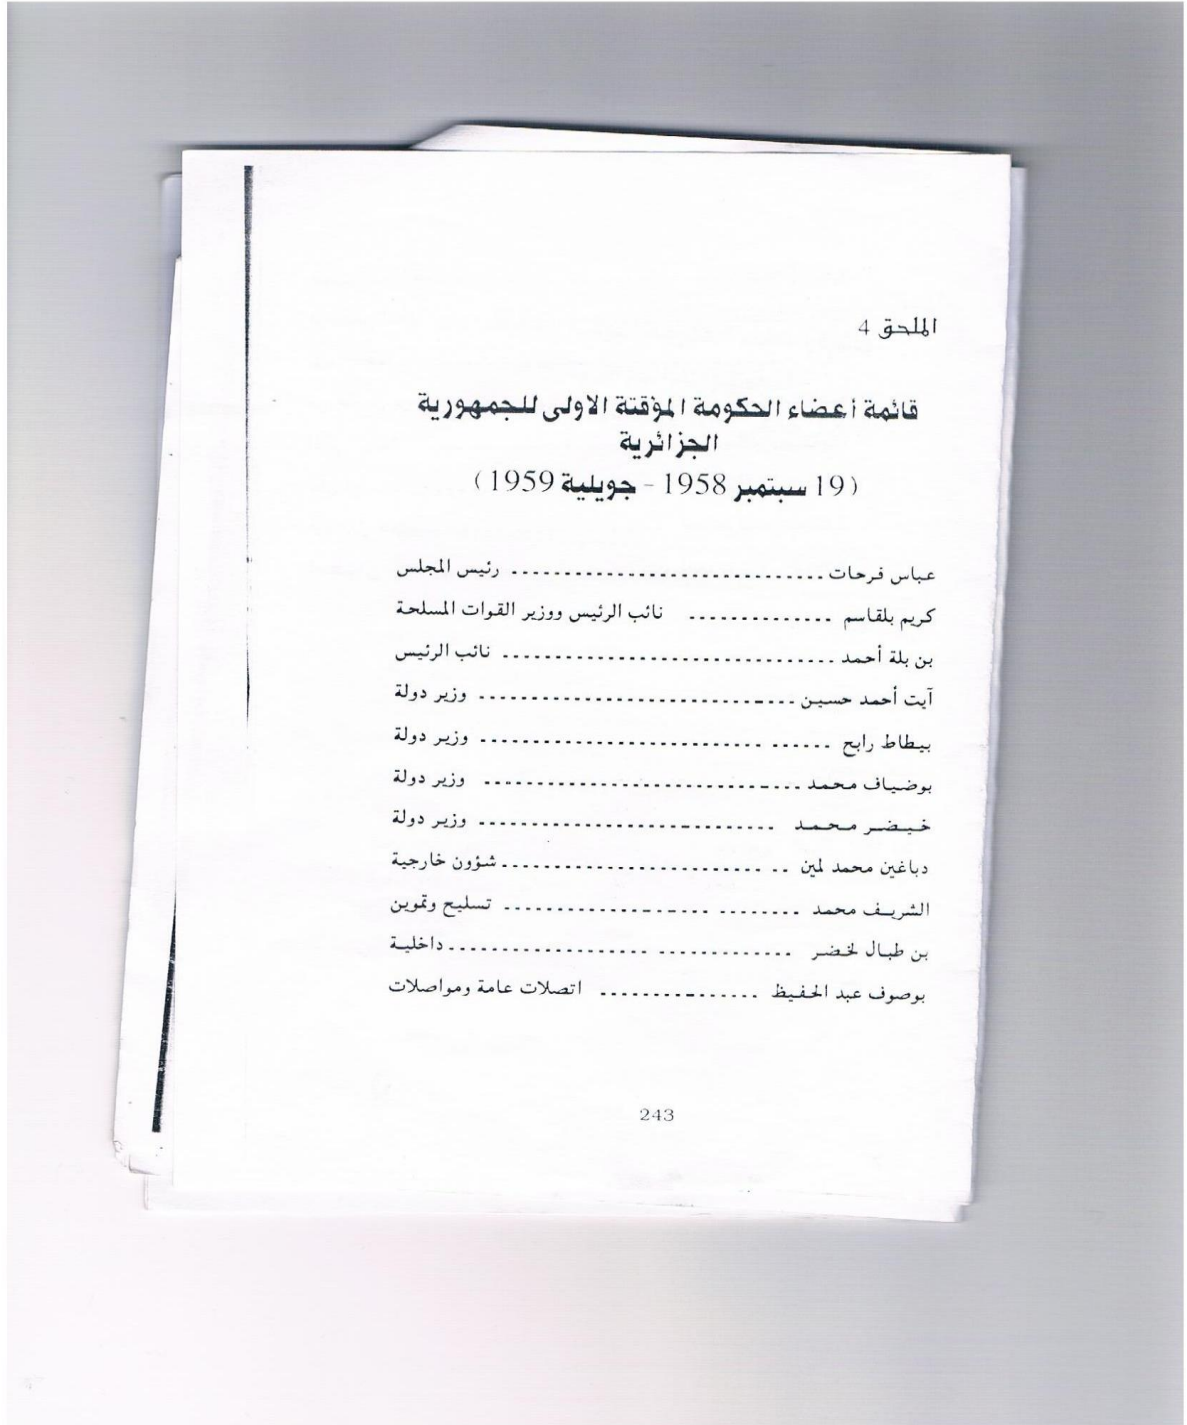 الملحق 4
قائمة أعضاء الحكومة المؤقتة الاولى للجمهورية
الجزائرية
(19 سبتمبر 1958 - جويلية 1959)
عباس فرحات .............................. رئيس المجلس
كريم بلقاسم .............. نائب الرئيس ووزير القوات المسلحة
بن بلة أحمد ................................ نائب الرئيس
آيت أحمد حسين .............................. وزير دولة
بيطاط رابح ...... ........................... وزير دولة
بوضياف محمد .............................. وزير دولة
خيضر محمد ............................ وزير دولة
دباغين محمد لمين .. ......................... شؤون خارجية
الشريف محمد ........ .................... تسليح وتموين
بن طبال لخضر ............. ................... داخلية
بوصوف عبد الحفيظ ............... اتصلات عامة ومواصلات
243